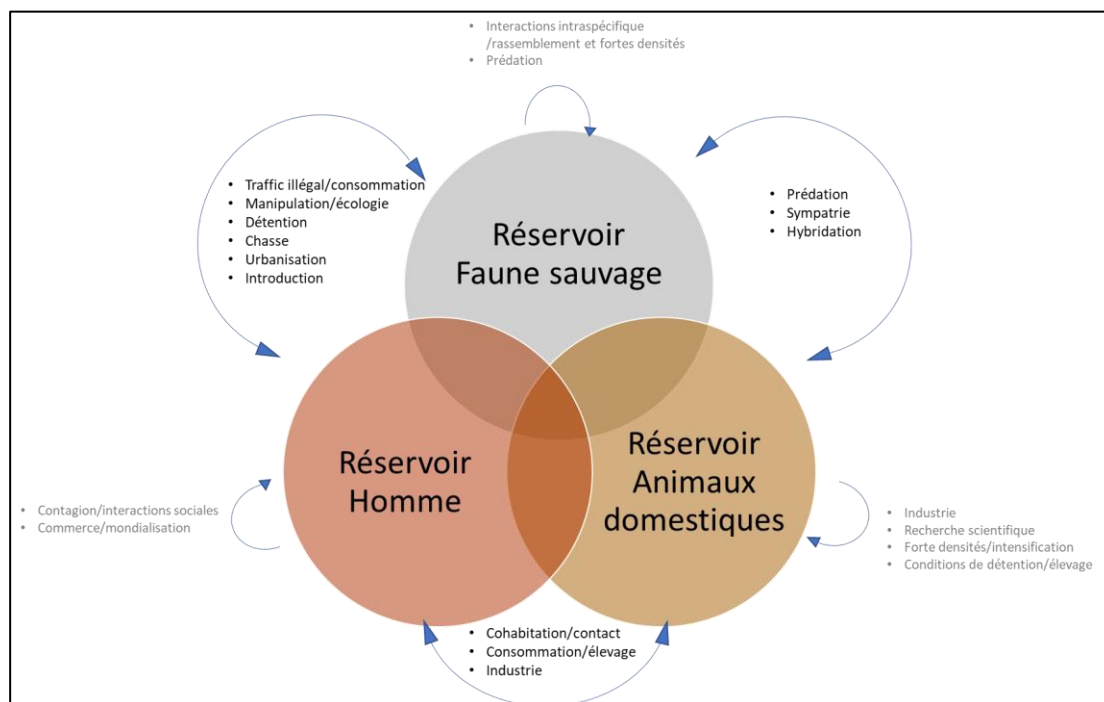 • Interactions intraspécifique
/rassemblement et fortes densités
• Prédation
• Traffic illégal/consommation
• Manipulation/écologie
• Détention
• Chasse
• Urbanisation
• Introduction
• Prédation
• Sympatrie
• Hybridation
Réservoir
Faune sauvage
Réservoir
Homme
Réservoir
Animaux
domestiques
• Contagion/interactions sociales
• Commerce/mondialisation
• Industrie
• Recherche scientifique
• Forte densités/intensification
• Conditions de détention/élevage
• Cohabitation/contact
• Consommation/élevage
• Industrie